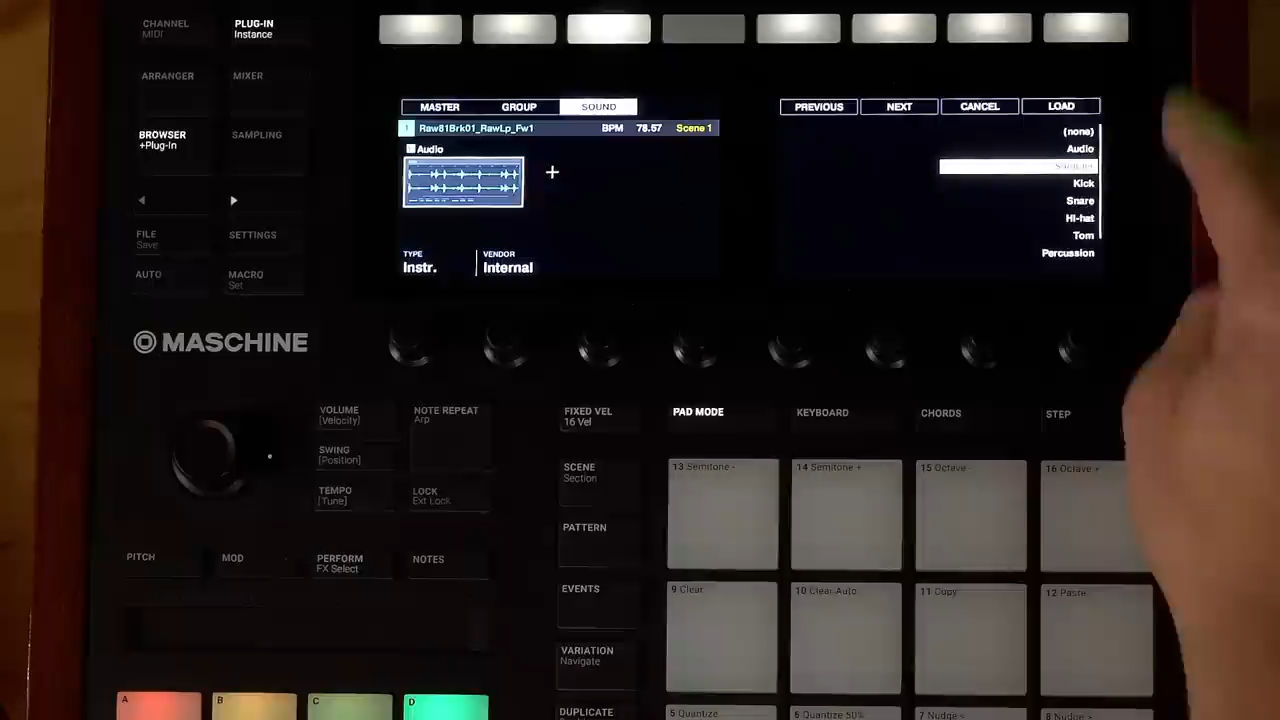 CHANNEL
MIDI
PLUG-IN
Instance
ARRANGER
MIXER
BROWSER
+Plug-In
SAMPLING
FILE
Save
SETTINGS
AUTO
MACRO
Set
MASTER
GROUP
SOUND
PREVIOUS
NEXT
CANCEL
LOAD
1 Raw81Brk01_RawLp_Fw1 BPM 78.57 Scene 1
Audio
TYPE
Instr.
VENDOR
Internal
(none)
Audio
Kick
Snare
Hi-hat
Tom
Percussion
MASCHINE
VOLUME
[Velocity]
NOTE REPEAT
Arp
SWING
[Position]
TEMPO
[Tune]
LOCK
Ext Lock
PITCH
MOD
PERFORM
FX Select
NOTES
FIXED VEL
16 Vel
PAD MODE
KEYBOARD
CHORDS
STEP
SCENE
Section
PATTERN
EVENTS
VARIATION
Navigate
DUPLICATE
13 Semitone -
14 Semitone +
15 Octave -
16 Octave +
9 Clear
10 Clear Auto
11 Copy
12 Paste
5 Quantize
6 Quantize 50%
7 Nudge <
8 Nudge >
A
B
C
D